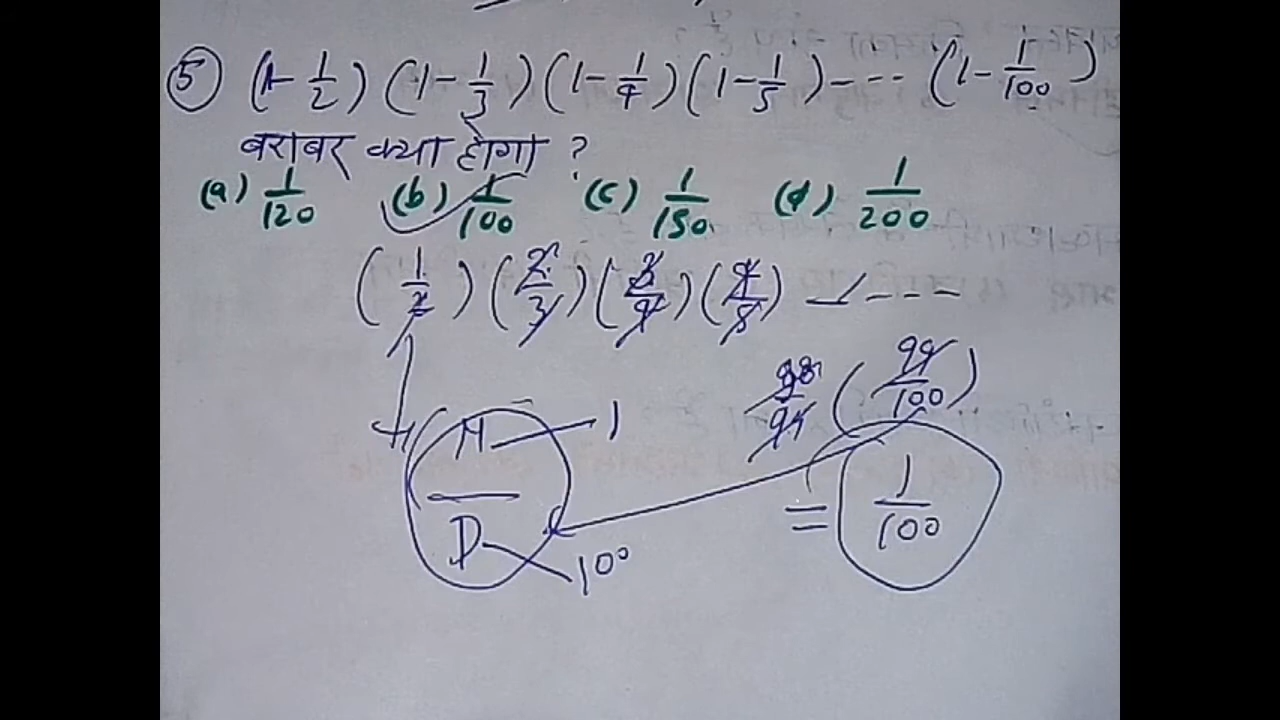 ⑤ (1-1/2) (1-1/3) (1-1/4) (1-1/5) --- (1-1/100)
बराबर क्या होगा ?
(a) 1/120 (b) 1/100 (c) 1/150 (d) 1/200
(1/2) (2/3) (3/4) (4/5) ---
98/99 (99/100)
N 1
D 100
= 1/100